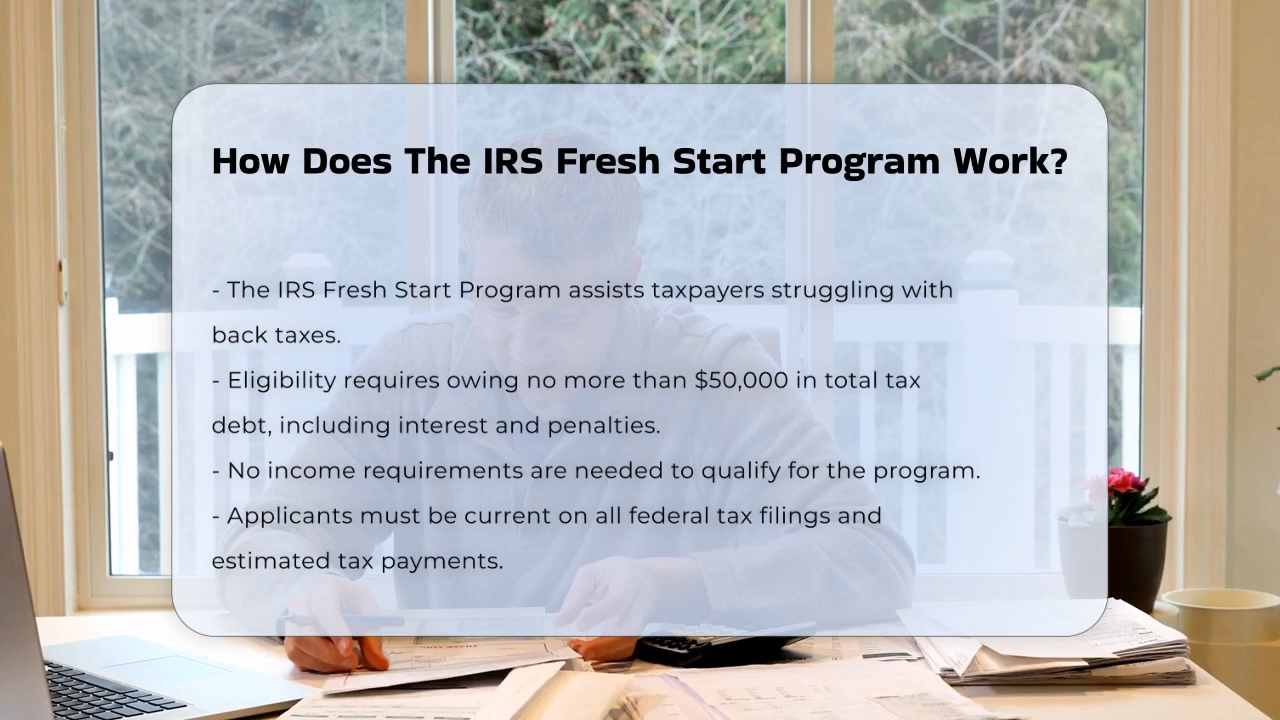 How Does The IRS Fresh Start Program Work?
- The IRS Fresh Start Program assists taxpayers struggling with
back taxes.
- Eligibility requires owing no more than $50,000 in total tax
debt, including interest and penalties.
- No income requirements are needed to qualify for the program.
- Applicants must be current on all federal tax filings and
estimated tax payments.